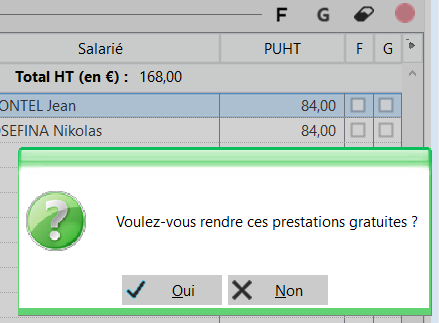 F G
Salarié PUHT F G
Total HT (en €) : 168,00
ONTEL Jean 84,00
SEFINA Nikolas 84,00
Voulez-vous rendre ces prestations gratuites ?
Oui Non